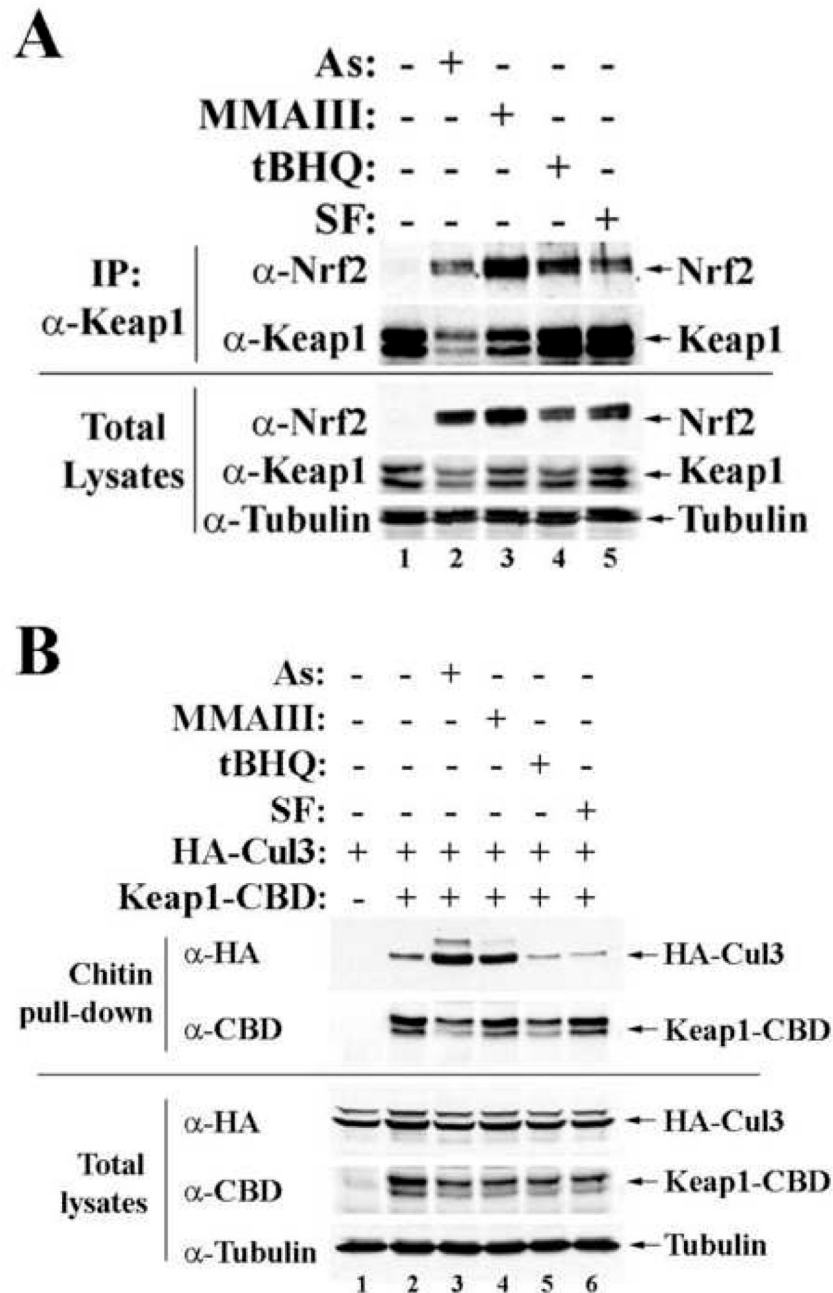 A
As: - + - - -
MMAIII: - - + - -
tBHQ: - - - + -
SF: - - - - +
IP:
α-Keap1
α-Nrf2 ←Nrf2
α-Keap1 ←Keap1
Total
Lysates
α-Nrf2 ←Nrf2
α-Keap1 ←Keap1
α-Tubulin ←Tubulin
1 2 3 4 5
B
As: - - + - - -
MMAIII: - - - + - -
tBHQ: - - - - + -
SF: - - - - - +
HA-Cul3: + + + + + +
Keap1-CBD: - + + + + +
Chitin
pull-down
α-HA ←HA-Cul3
α-CBD ←Keap1-CBD
Total
lysates
α-HA ←HA-Cul3
α-CBD ←Keap1-CBD
α-Tubulin ←Tubulin
1 2 3 4 5 6